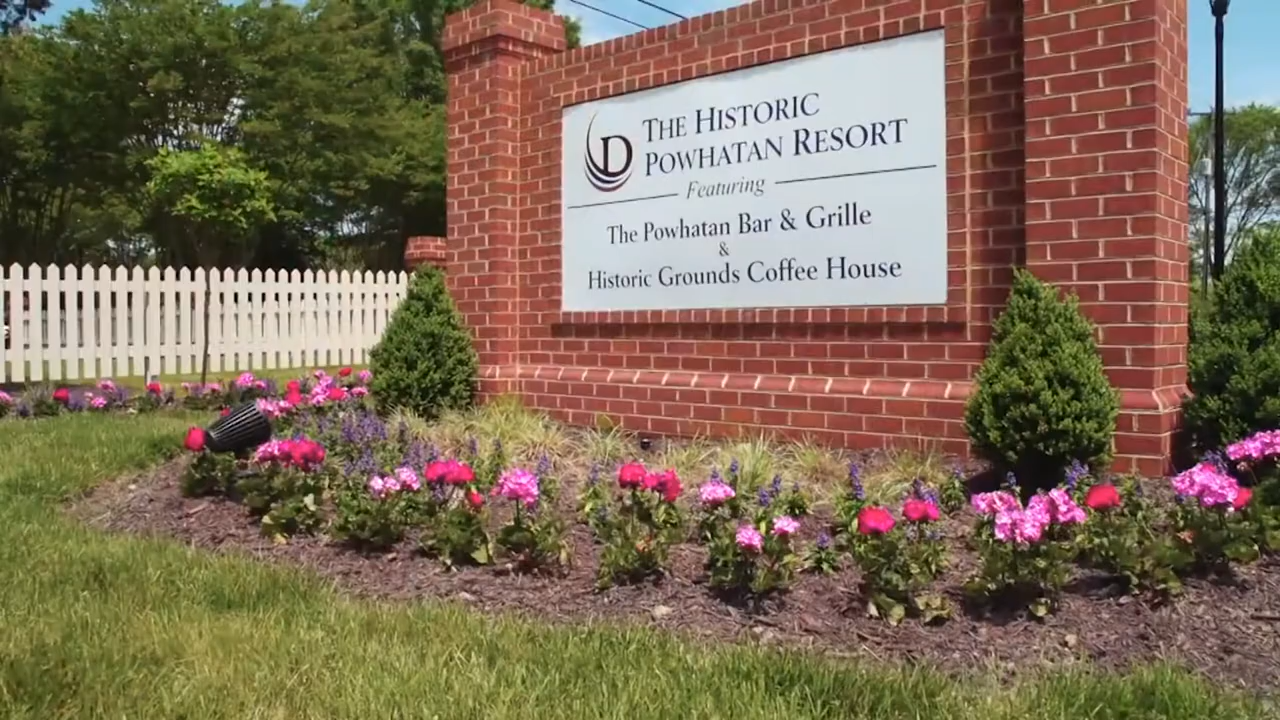 D
The Historic
Powhatan Resort
Featuring
The Powhatan Bar & Grille
&
Historic Grounds Coffee House